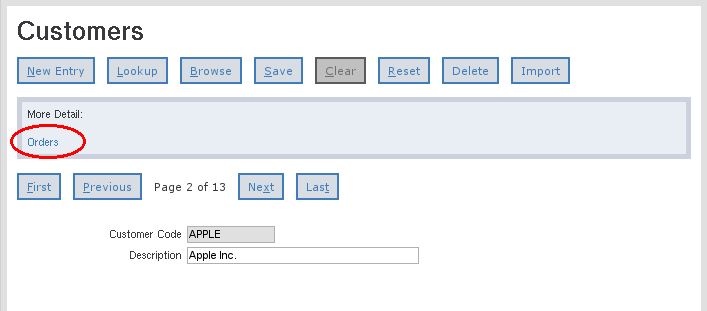 Customers
New Entry Lookup Browse Save Clear Reset Delete Import
More Detail:
Orders
First Previous Page 2 of 13 Next Last
Customer Code APPLE
Description Apple Inc.